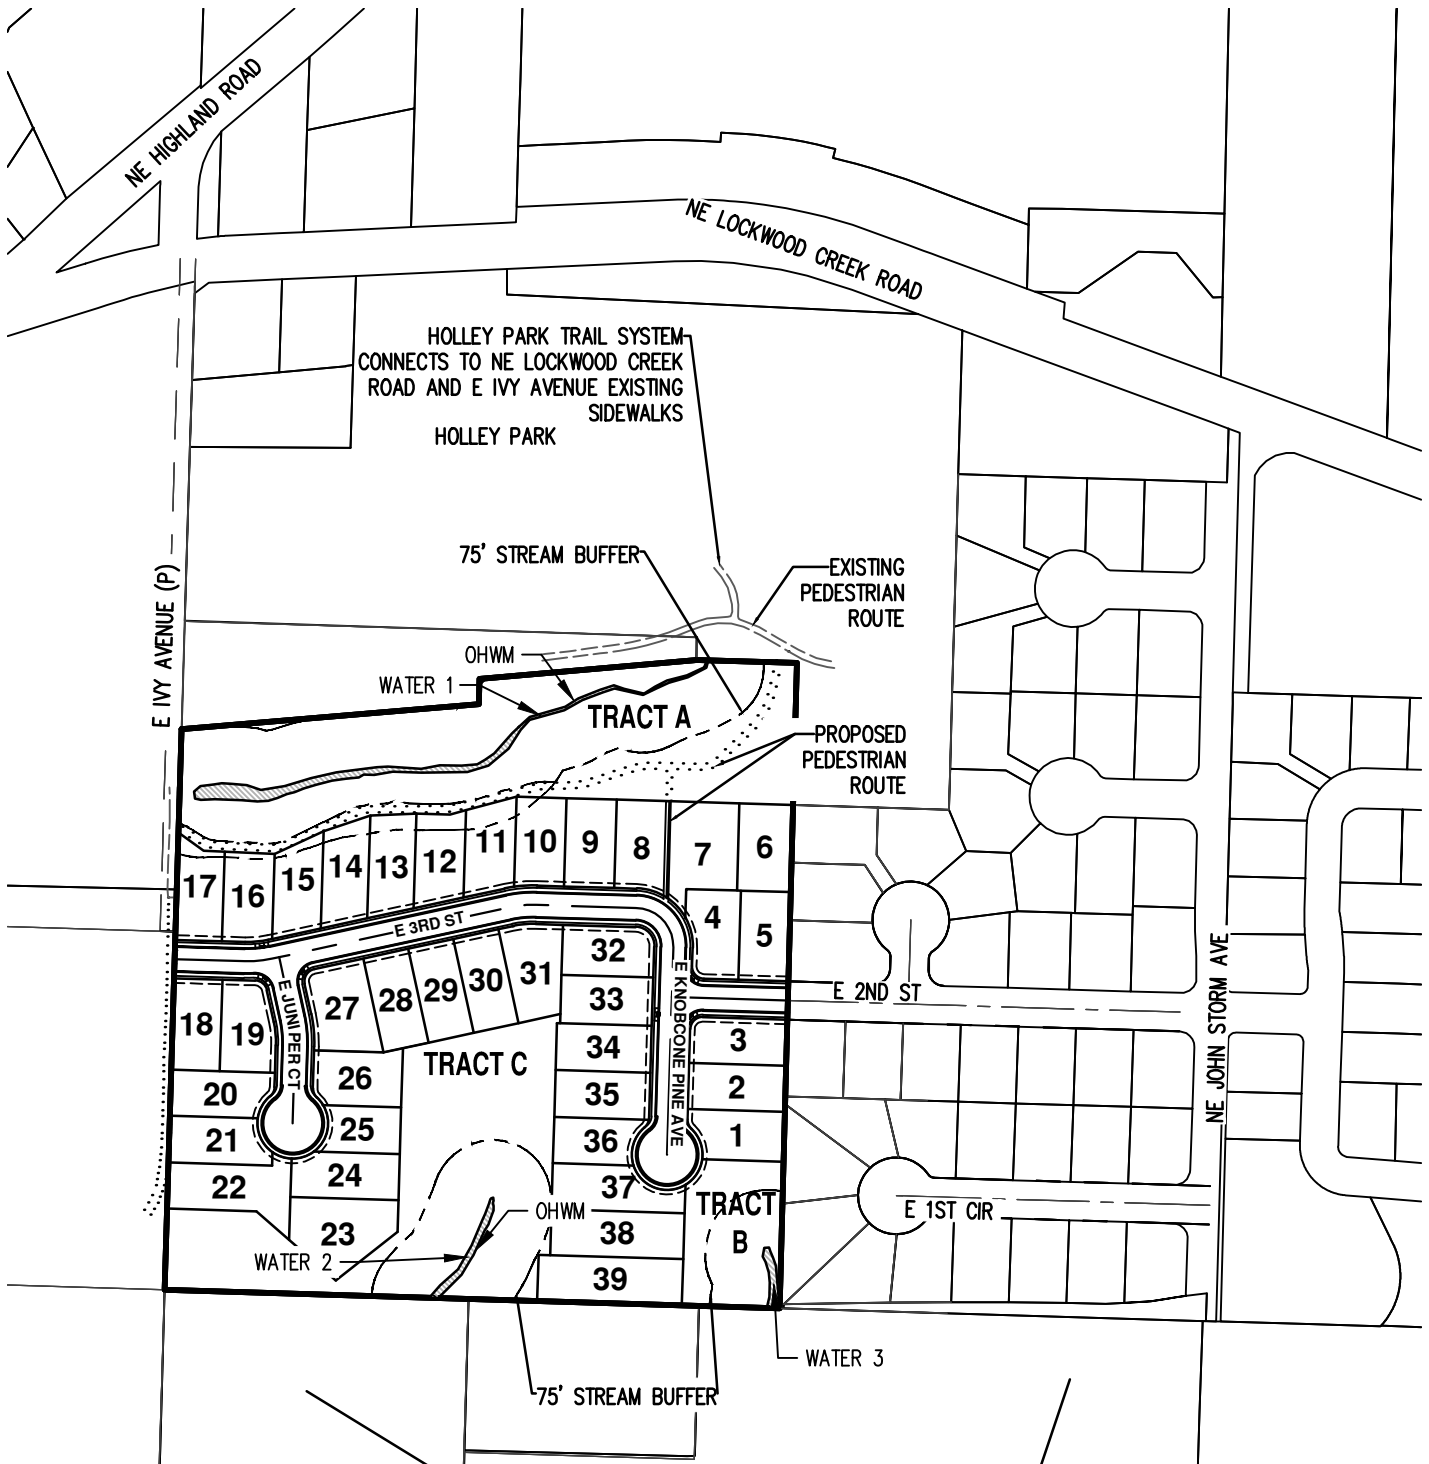 NE HIGHLAND ROAD
NE LOCKWOOD CREEK ROAD
HOLLEY PARK TRAIL SYSTEM
CONNECTS TO NE LOCKWOOD CREEK
ROAD AND E IVY AVENUE EXISTING
SIDEWALKS
HOLLEY PARK
75' STREAM BUFFER
EXISTING
PEDESTRIAN
ROUTE
E IVY AVENUE (P)
OHWM
WATER 1
TRACT A
PROPOSED
PEDESTRIAN
ROUTE
17
16
15
14
13
12
11
10
9
8
7
6
4
5
E 3RD ST
32
33
34
35
36
37
38
39
31
30
29
28
27
26
25
24
23
18
19
20
21
22
E JUNIPER CT
E KNOBCONE PINE AVE
3
2
1
TRACT C
TRACT
B
E 2ND ST
NE JOHN STORM AVE
E 1ST CIR
OHWM
WATER 2
WATER 3
75' STREAM BUFFER